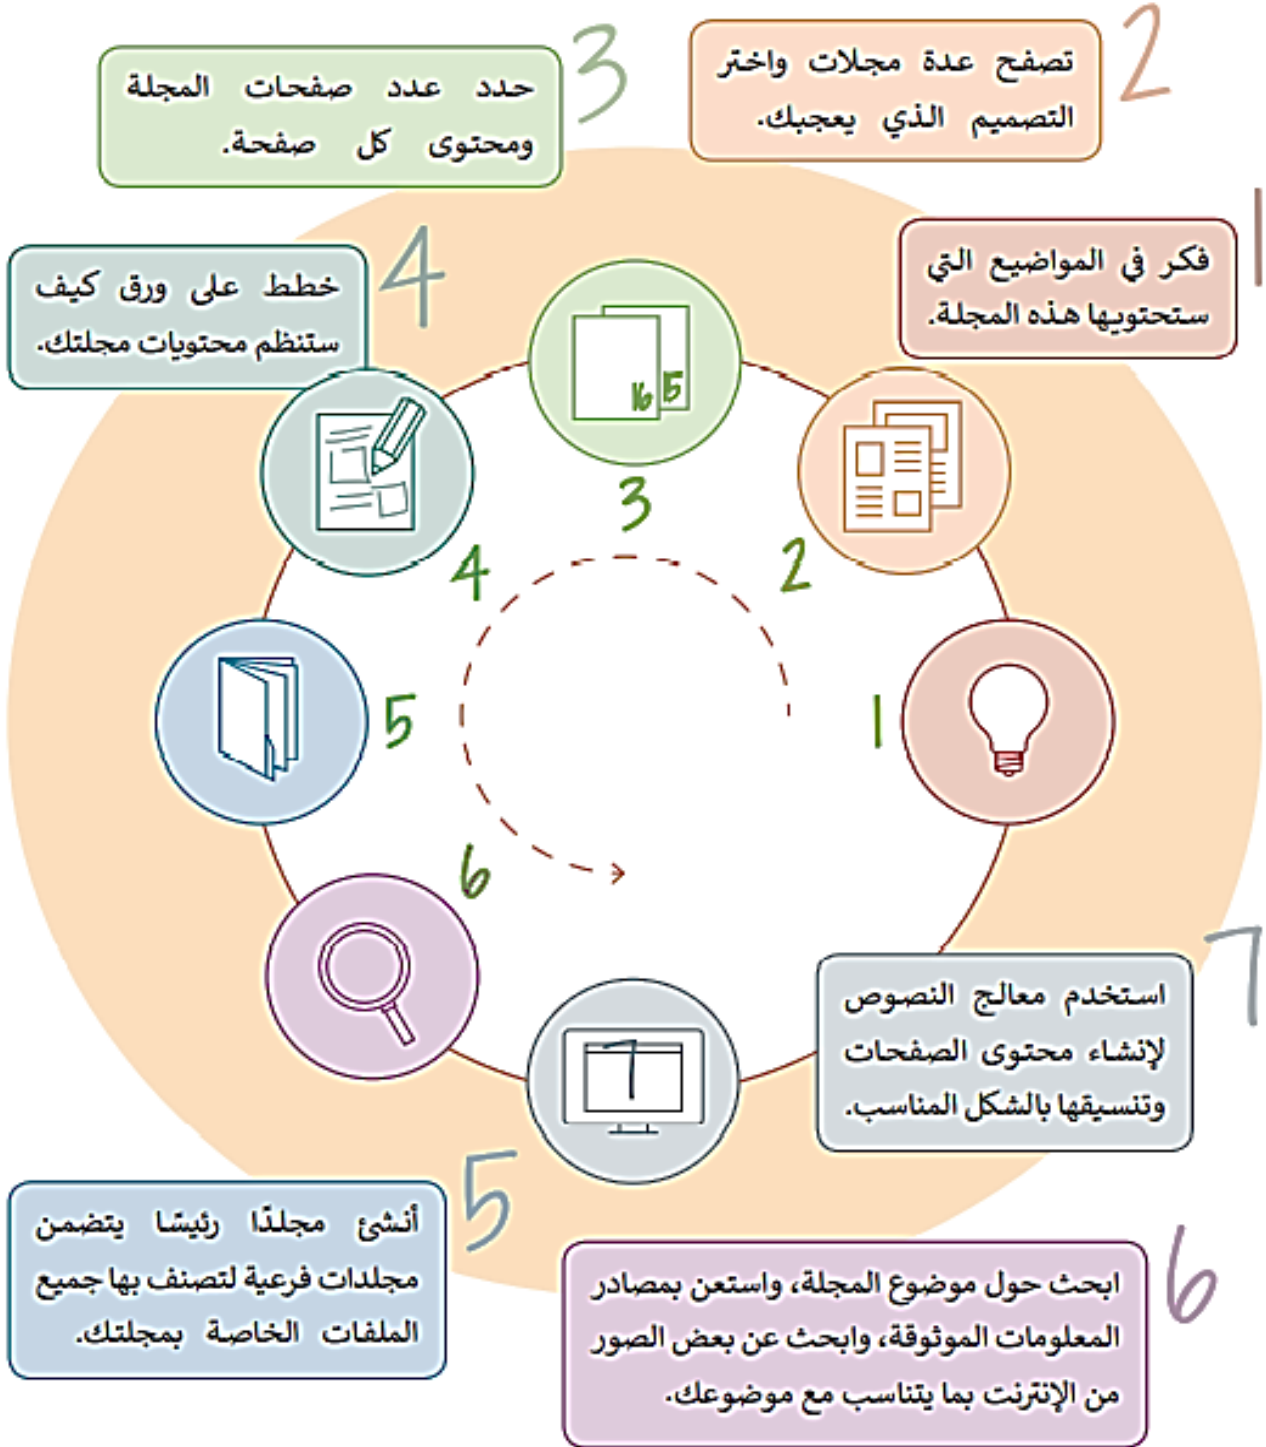 1
فكر في المواضيع التي
ستحتويها هذه المجلة.
2
تصفح عدة مجلات واختر
التصميم الذي يعجبك.
3
حدد عدد صفحات المجلة
ومحتوى كل صفحة.
4
خطط على ورق كيف
ستنظم محتويات مجلتك.
16 15
3
2
4
1
5
6
7
7
استخدم معالج النصوص
لإنشاء محتوى الصفحات
وتنسيقها بالشكل المناسب.
5
أنشئ مجلدًا رئيسًا يتضمن
مجلدات فرعية لتصنف بها جميع
الملفات الخاصة بمجلتك.
6
ابحث حول موضوع المجلة، واستعن بمصادر
المعلومات الموثوقة، وابحث عن بعض الصور
من الإنترنت بما يتناسب مع موضوعك.